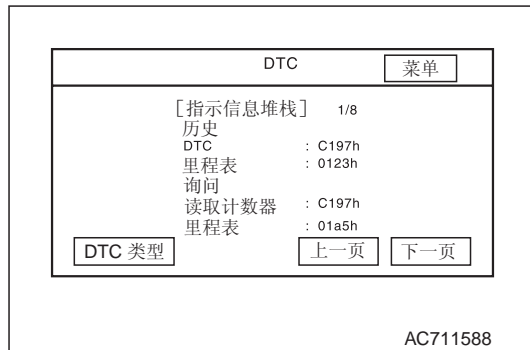 DTC 菜单
[指示信息堆栈] 1/8
历史
DTC : C197h
里程表 : 0123h
询问
读取计数器 : C197h
里程表 : 01a5h
DTC 类型 上一页 下一页
AC711588